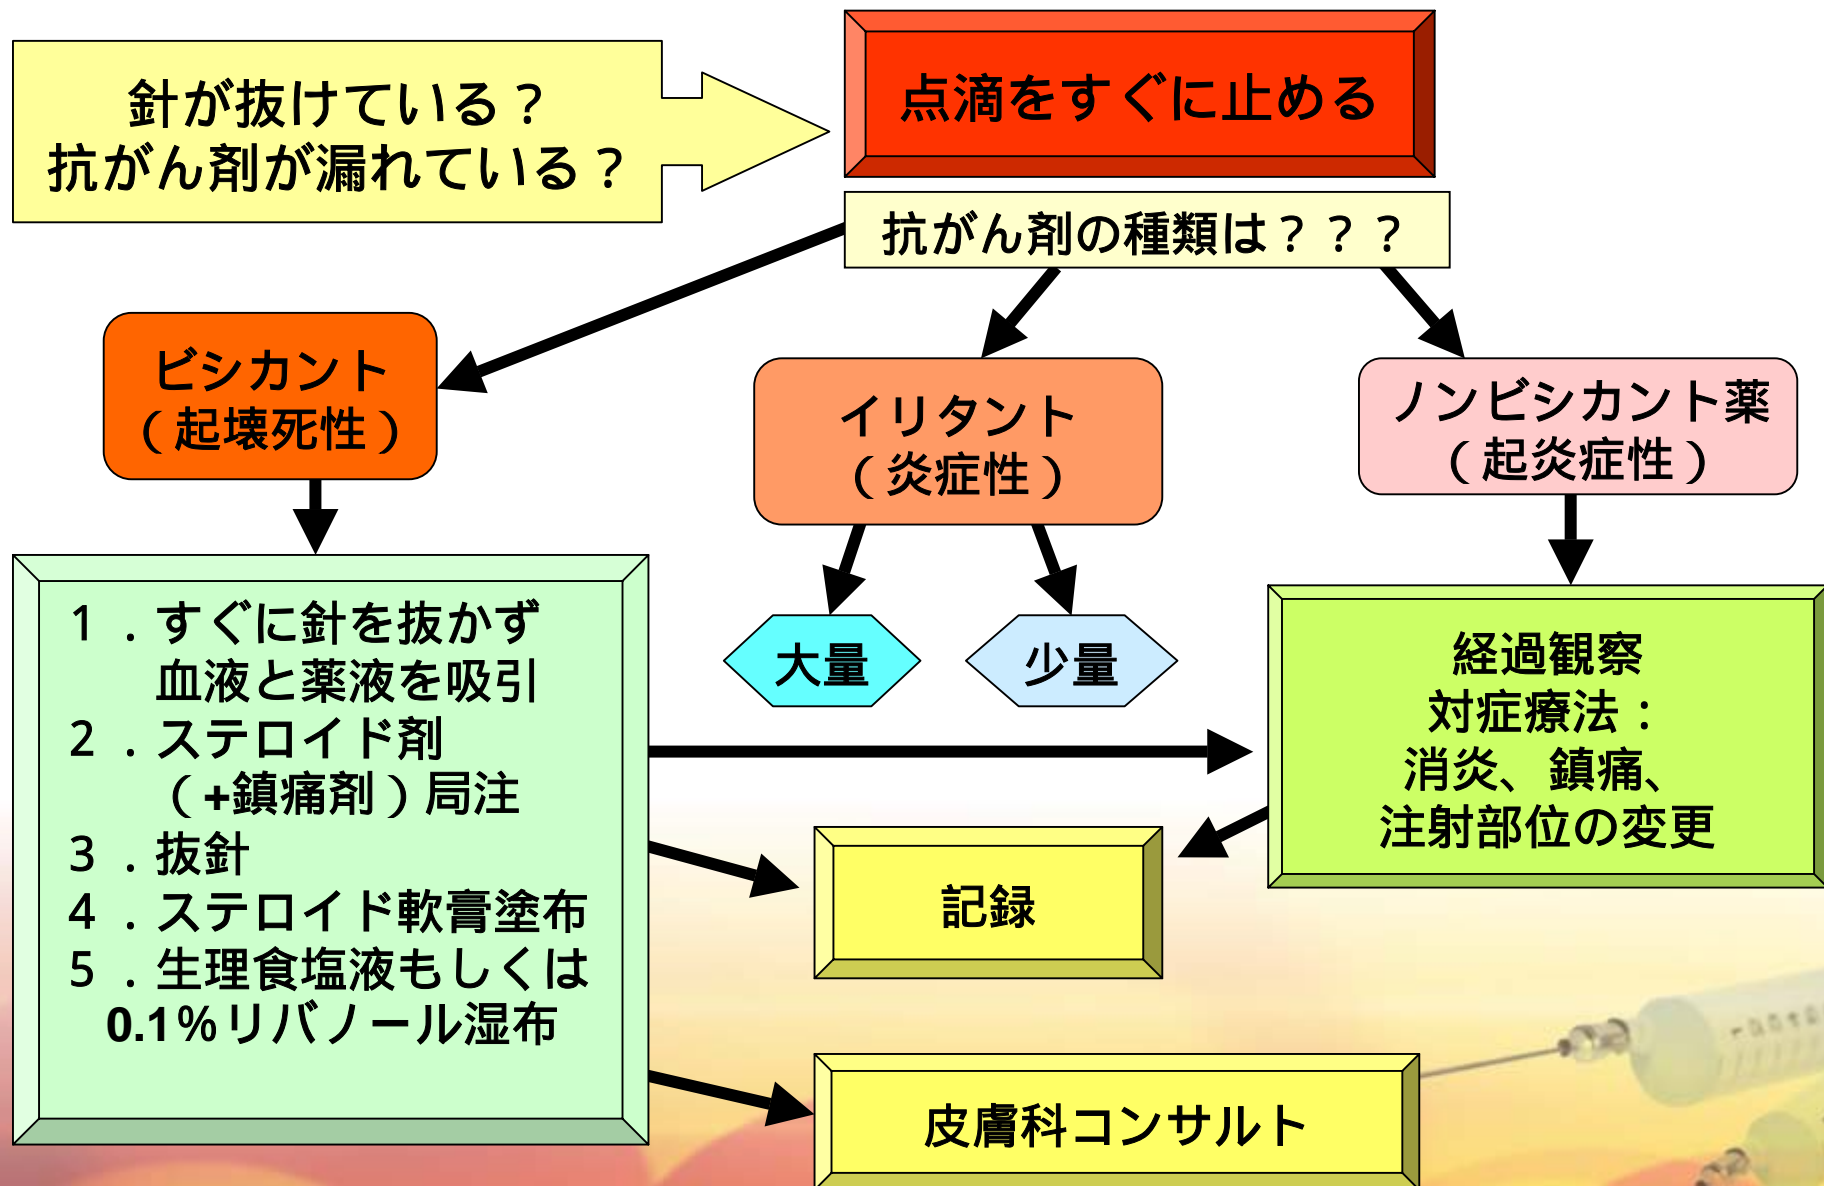 針が抜けている？
抗がん剤が漏れている？
点滴をすぐに止める
抗がん剤の種類は？？？
ビシカント
（起壊死性）
イリタント
（炎症性）
ノンビシカント薬
（起炎症性）
大量
少量
1．すぐに針を抜かず
血液と薬液を吸引
2．ステロイド剤
（+鎮痛剤）局注
3．抜針
4．ステロイド軟膏塗布
5．生理食塩液もしくは
0.1％リバノール湿布
経過観察
対症療法：
消炎、鎮痛、
注射部位の変更
記録
皮膚科コンサルト